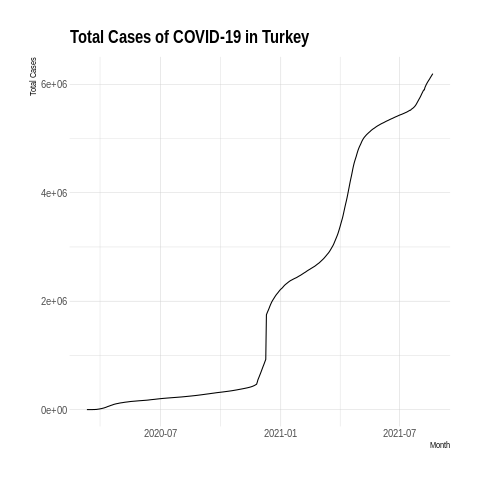 Total Cases of COVID-19 in Turkey
Total Cases
6e+06
4e+06
2e+06
0e+00
2020-07 2021-01 2021-07
Month